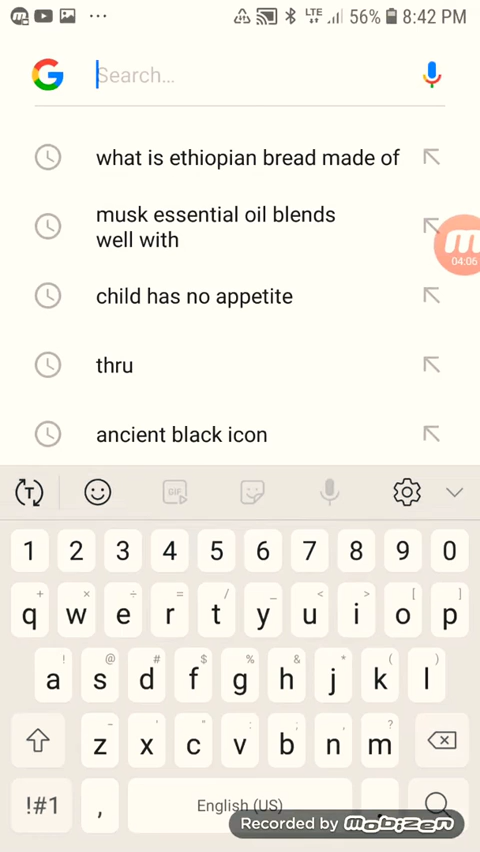 LTE 56% 8:42 PM
Search...
what is ethiopian bread made of
musk essential oil blends
well with
04:06
child has no appetite
thru
ancient black icon
T GIF
1 2 3 4 5 6 7 8 9 0
+ × ÷ = / _ < > [ ]
q w e r t y u i o p
! @ # $ % & * ( )
a s d f g h j k l
- ' " : ; , ?
z x c v b n m
!#1 , English (US) .
Recorded by mobizen